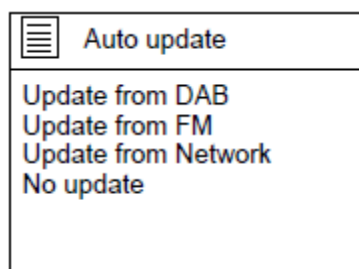 Auto update
Update from DAB
Update from FM
Update from Network
No update